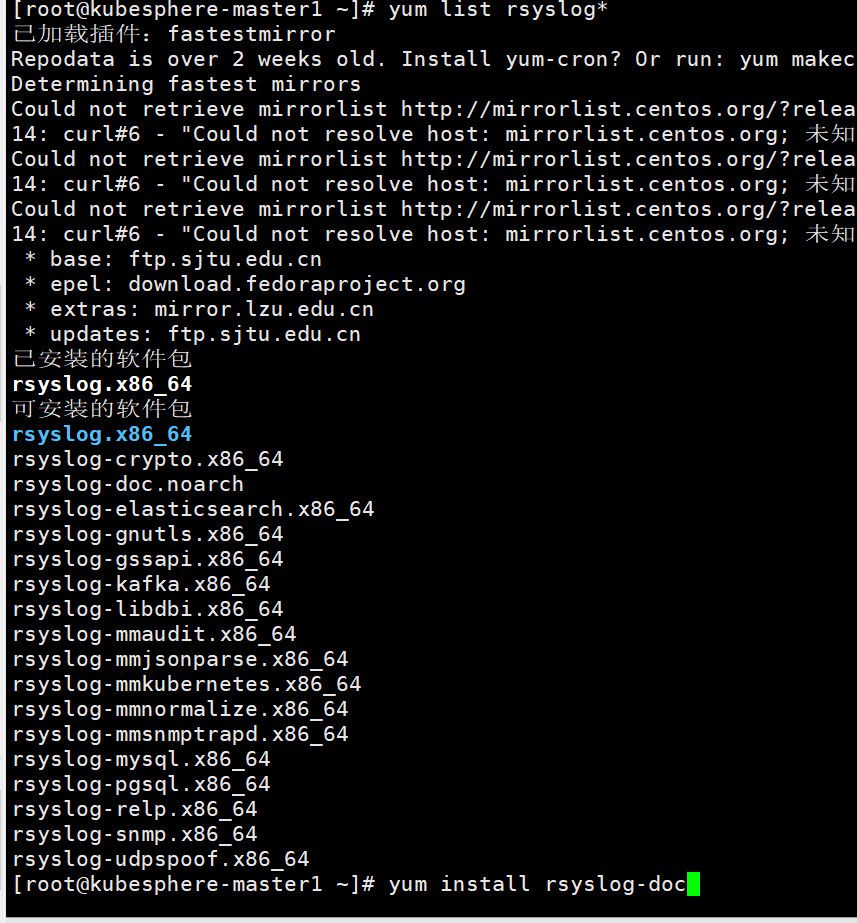 [root@kubesphere-master1 ~]# yum list rsyslog*
已加载插件：fastestmirror
Repodata is over 2 weeks old. Install yum-cron? Or run: yum makec
Determining fastest mirrors
Could not retrieve mirrorlist http://mirrorlist.centos.org/?relea
14: curl#6 - "Could not resolve host: mirrorlist.centos.org; 未知
Could not retrieve mirrorlist http://mirrorlist.centos.org/?relea
14: curl#6 - "Could not resolve host: mirrorlist.centos.org; 未知
Could not retrieve mirrorlist http://mirrorlist.centos.org/?relea
14: curl#6 - "Could not resolve host: mirrorlist.centos.org; 未知
 * base: ftp.sjtu.edu.cn
 * epel: download.fedoraproject.org
 * extras: mirror.lzu.edu.cn
 * updates: ftp.sjtu.edu.cn
已安装的软件包
rsyslog.x86_64
可安装的软件包
rsyslog.x86_64
rsyslog-crypto.x86_64
rsyslog-doc.noarch
rsyslog-elasticsearch.x86_64
rsyslog-gnutls.x86_64
rsyslog-gssapi.x86_64
rsyslog-kafka.x86_64
rsyslog-libdbi.x86_64
rsyslog-mmaudit.x86_64
rsyslog-mmjsonparse.x86_64
rsyslog-mmkubernetes.x86_64
rsyslog-mmnormalize.x86_64
rsyslog-mmsnmptrapd.x86_64
rsyslog-mysql.x86_64
rsyslog-pgsql.x86_64
rsyslog-relp.x86_64
rsyslog-snmp.x86_64
rsyslog-udpspoof.x86_64
[root@kubesphere-master1 ~]# yum install rsyslog-doc